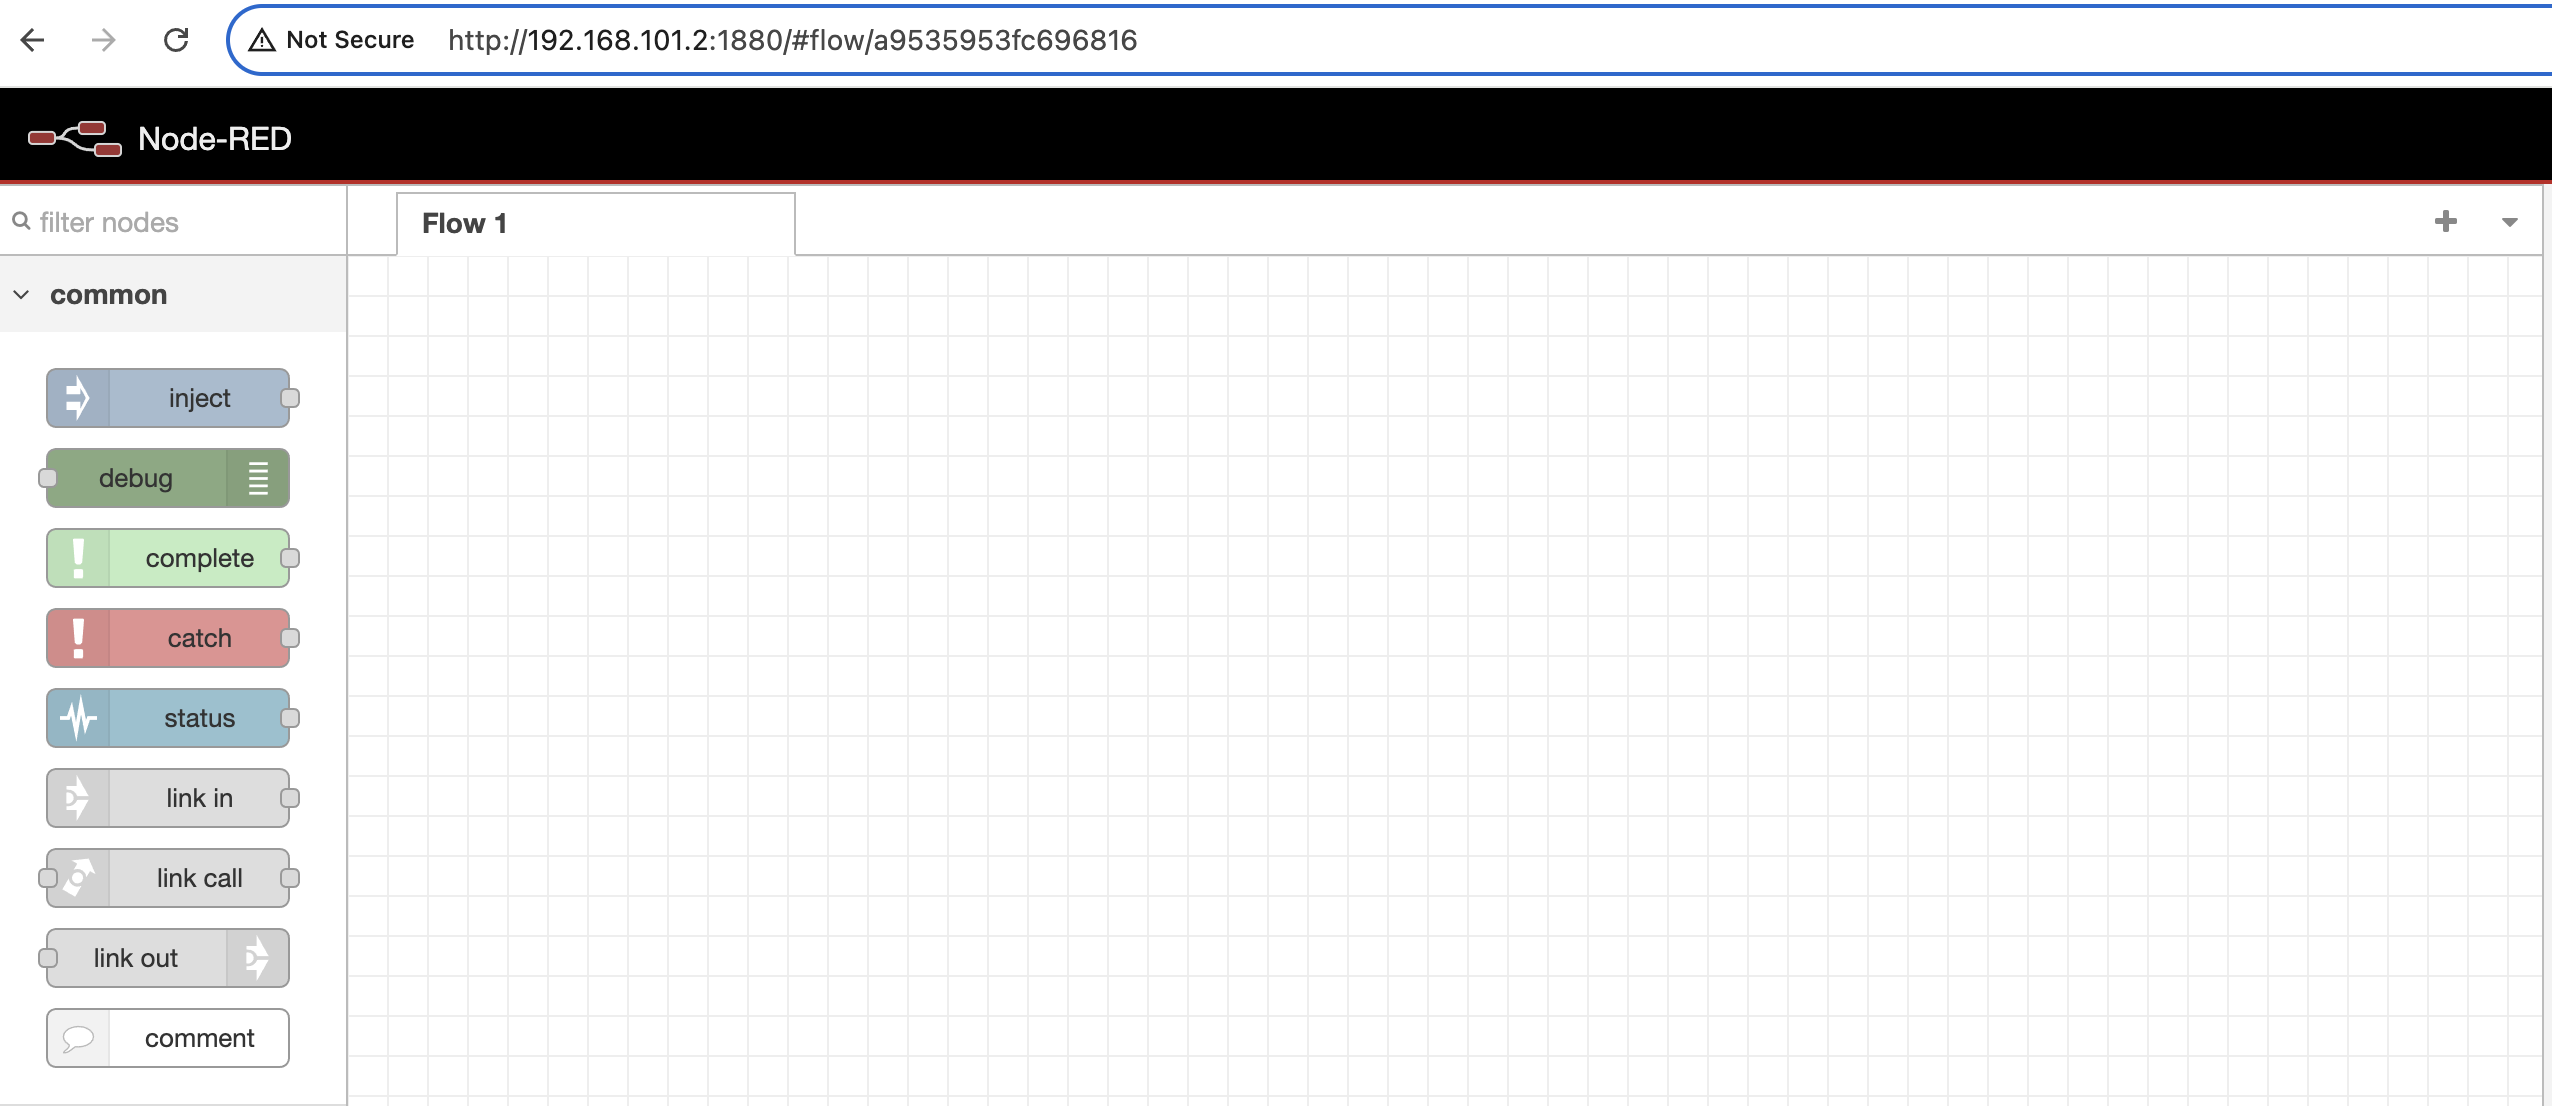 Not Secure http://192.168.101.2:1880/#flow/a9535953fc696816
Node-RED
filter nodes
Flow 1
common
inject
debug
complete
catch
status
link in
link call
link out
comment